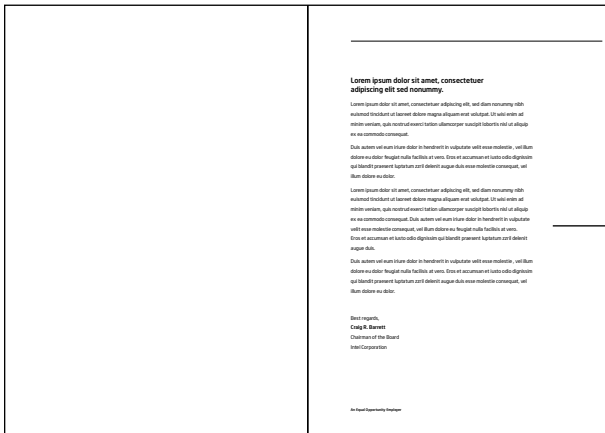 Lorem ipsum dolor sit amet, consectetuer
adipiscing elit sed nonummy.
Lorem ipsum dolor sit amet, consectetuer adipiscing elit, sed diam nonummy nibh
euismod tincidunt ut laoreet dolore magna aliquam erat volutpat. Ut wisi enim ad
minim veniam, quis nostrud exerci tation ullamcorper suscipit lobortis nisl ut aliquip
ex ea commodo consequat.
Duis autem vel eum iriure dolor in hendrerit in vulputate velit esse molestie , vel illum
dolore eu dolor feugiat nulla facilisis at vero. Eros et accumsan et iusto odio dignissim
qui blandit praesent luptatum zzril delenit augue duis esse molestie consequat, vel
illum dolore eu dolor.
Lorem ipsum dolor sit amet, consectetuer adipiscing elit, sed diam nonummy nibh
euismod tincidunt ut laoreet dolore magna aliquam erat volutpat. Ut wisi enim ad
minim veniam, quis nostrud exerci tation ullamcorper suscipit lobortis nisl ut aliquip
ex ea commodo consequat. Duis autem vel eum iriure dolor in hendrerit in vulputate
velit esse molestie consequat, vel illum dolore eu feugiat nulla facilisis at vero.
Eros et accumsan et iusto odio dignissim qui blandit praesent luptatum zzril delenit
augue duis.
Duis autem vel eum iriure dolor in hendrerit in vulputate velit esse molestie , vel illum
dolore eu dolor feugiat nulla facilisis at vero. Eros et accumsan et iusto odio dignissim
qui blandit praesent luptatum zzril delenit augue duis esse molestie consequat, vel
illum dolore eu dolor.
Best regards,
Craig R. Barrett
Chairman of the Board
Intel Corporation
An Equal Opportunity Employer